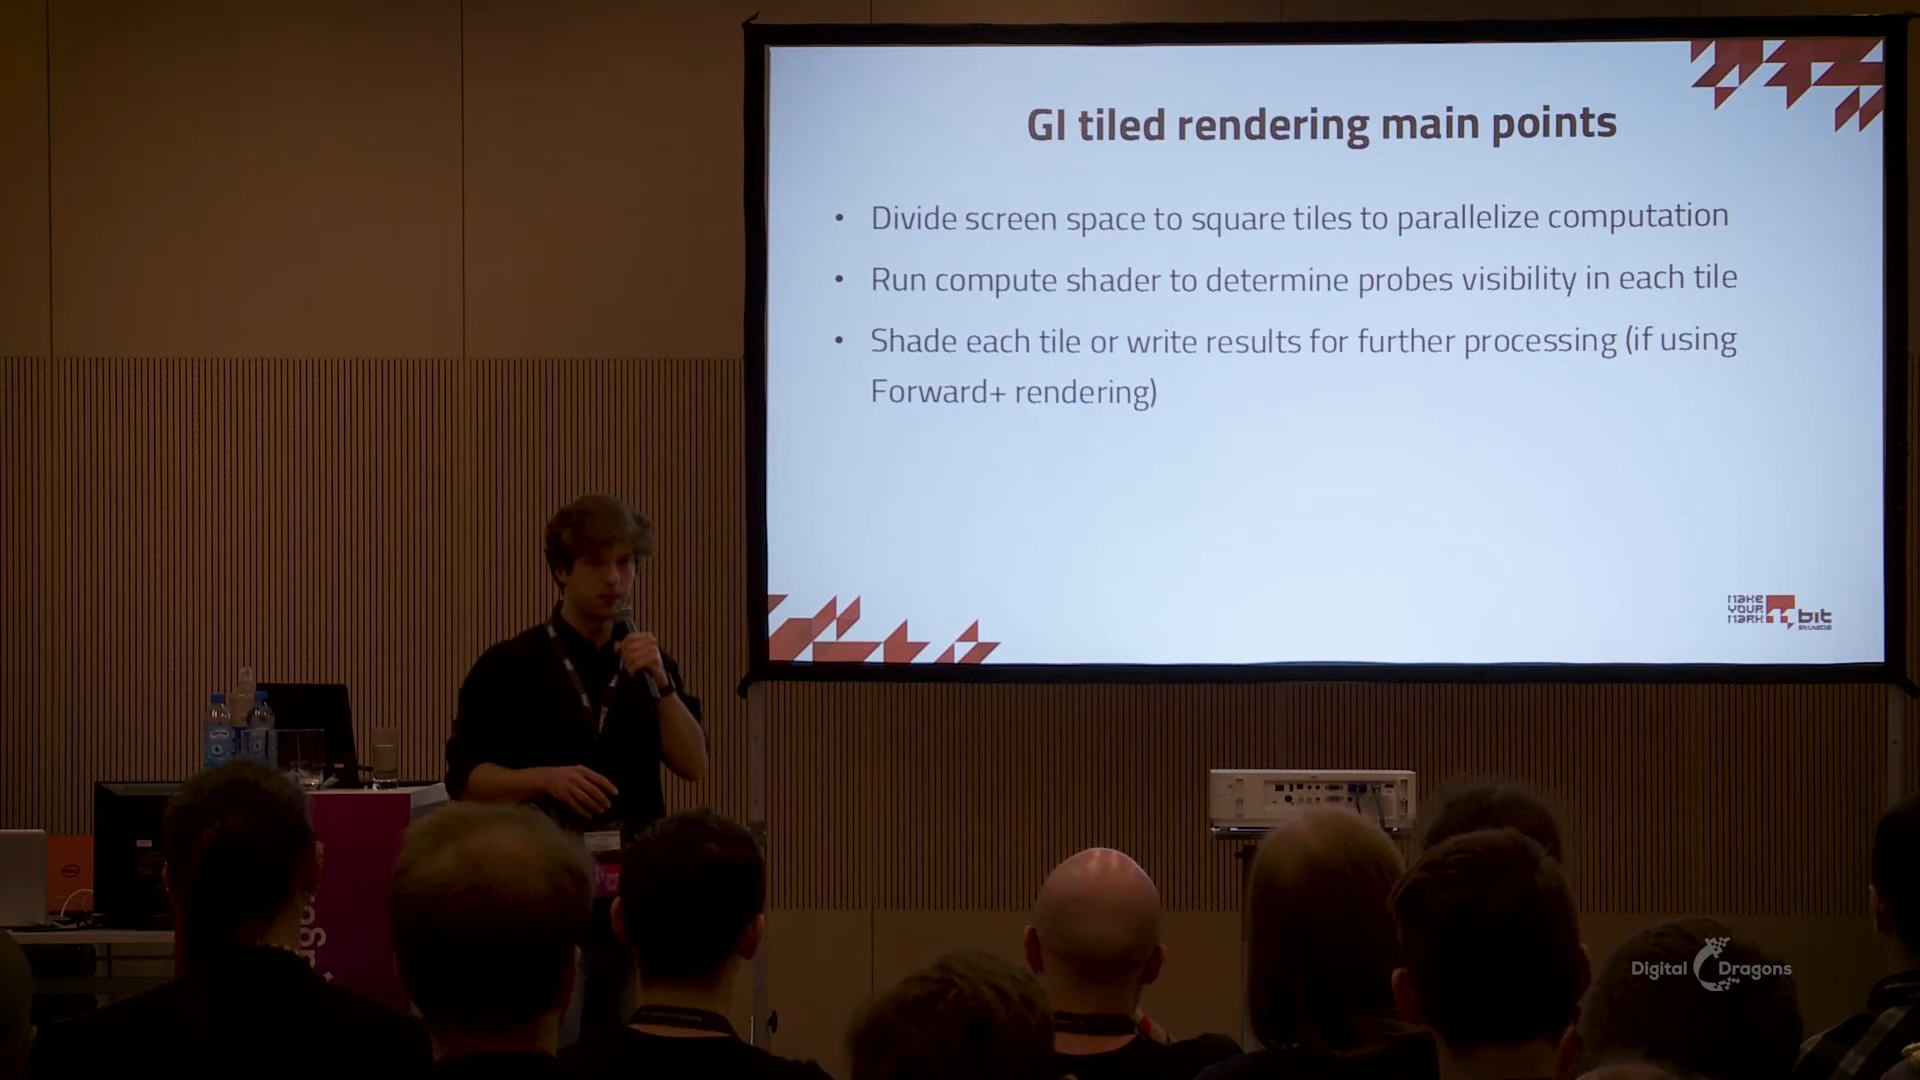 GI tiled rendering main points
• Divide screen space to square tiles to parallelize computation
• Run compute shader to determine probes visibility in each tile
• Shade each tile or write results for further processing (if using
Forward+ rendering)
MAKE
YOUR
MARK
11 bit
STUDIOS
Digital Dragons